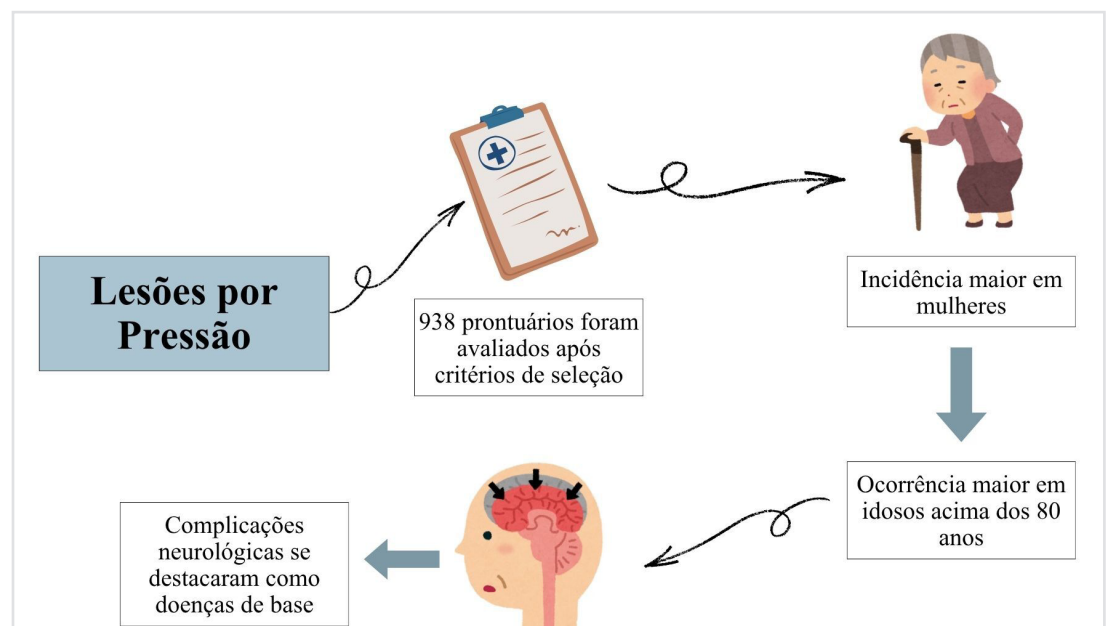 Lesões por
Pressão
938 prontuários foram
avaliados após
critérios de seleção
Incidência maior em
mulheres
Ocorrência maior em
idosos acima dos 80
anos
Complicações
neurológicas se
destacaram como
doenças de base